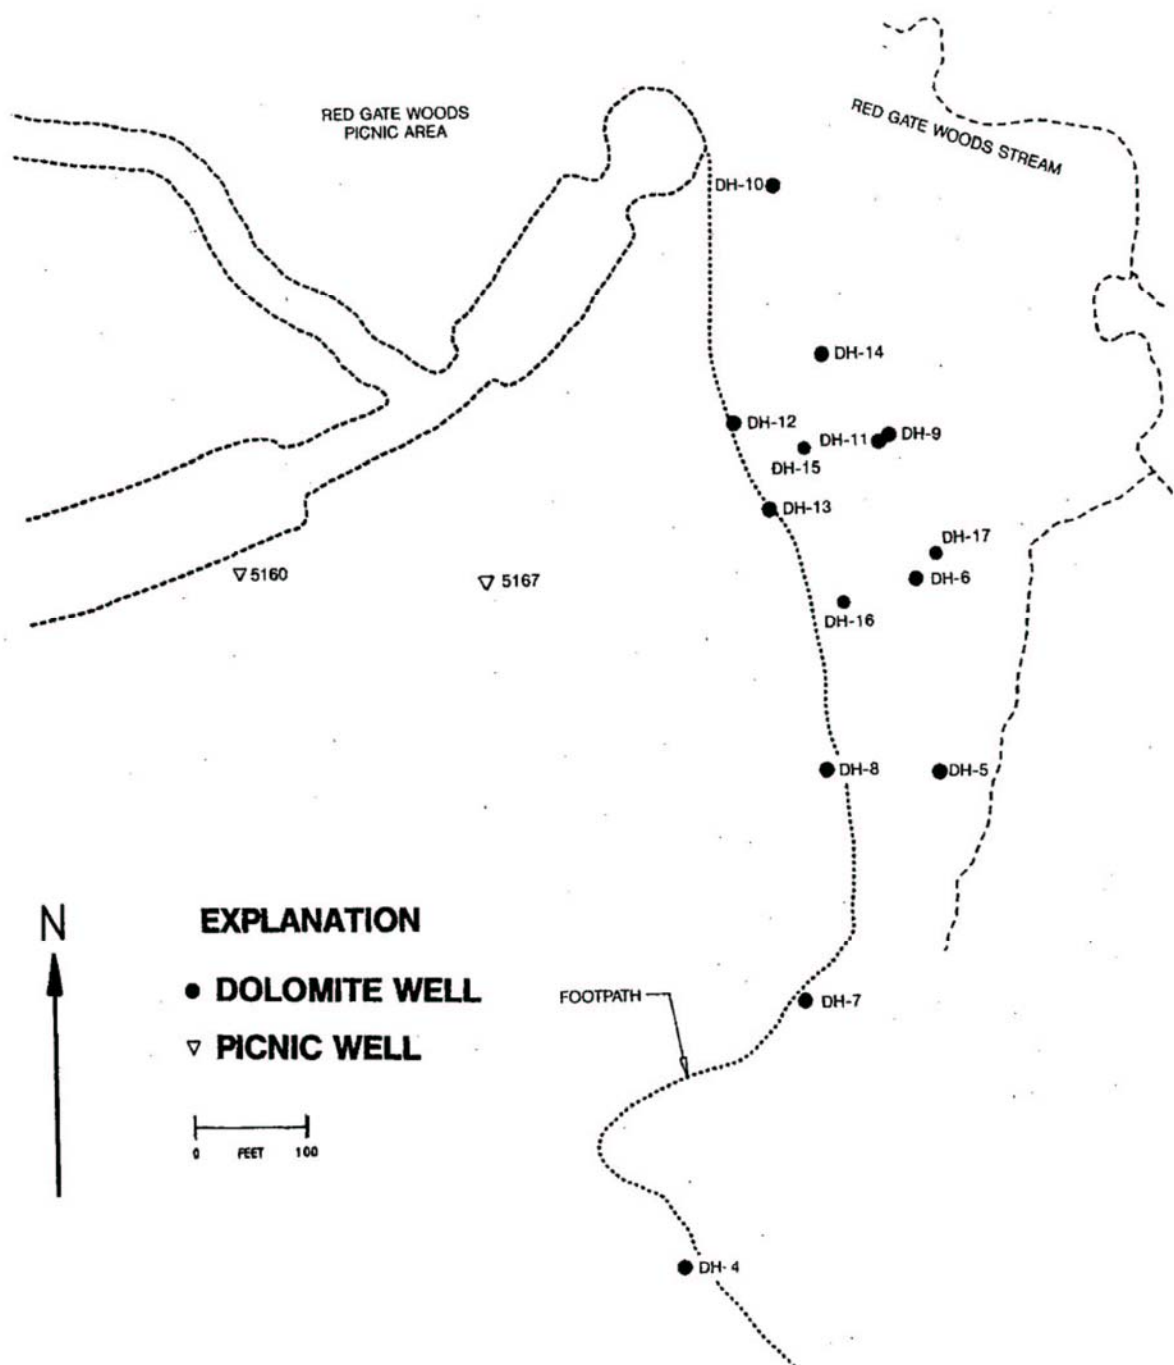 RED GATE WOODS
PICNIC AREA
RED GATE WOODS STREAM
DH-10
DH-14
DH-12
DH-11
DH-9
DH-15
DH-13
DH-17
5160
5167
DH-6
DH-16
DH-8
DH-5
N
EXPLANATION
DOLOMITE WELL
FOOTPATH
DH-7
PICNIC WELL
0 FEET 100
DH-4